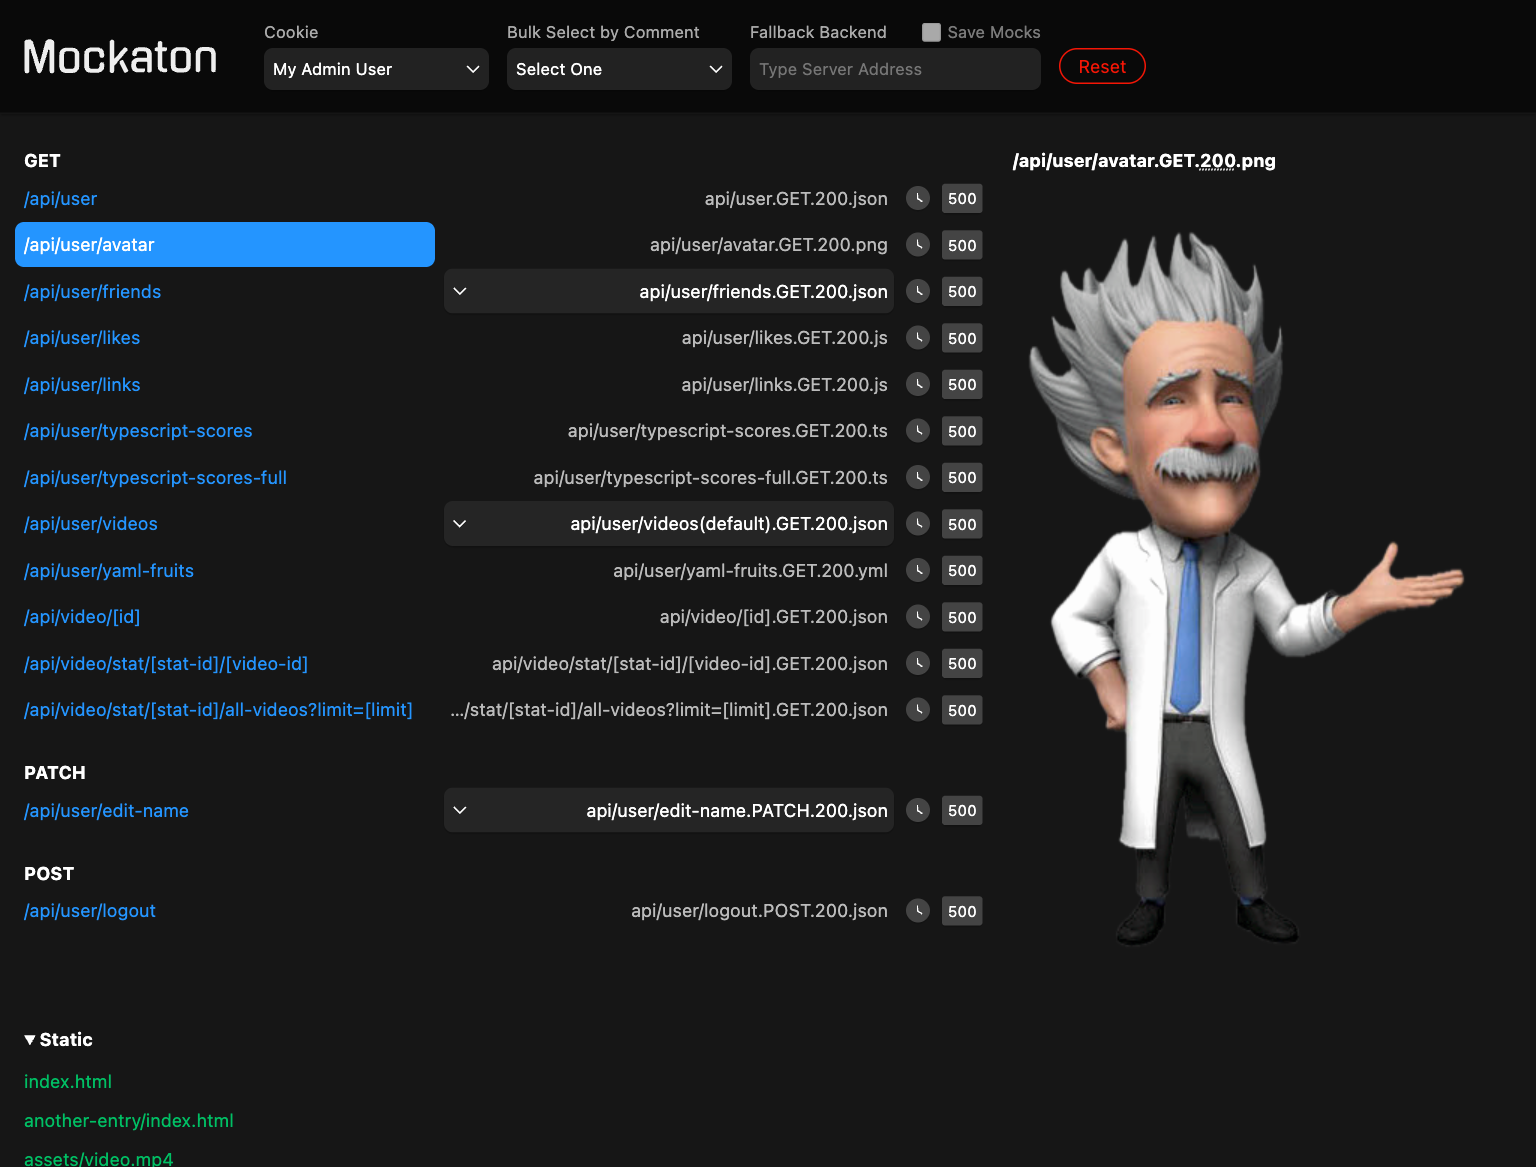 Mockaton
Cookie
My Admin User
Bulk Select by Comment
Select One
Fallback Backend
Save Mocks
Type Server Address
Reset
GET
/api/user api/user.GET.200.json 500
/api/user/avatar api/user/avatar.GET.200.png 500
/api/user/friends api/user/friends.GET.200.json 500
/api/user/likes api/user/likes.GET.200.js 500
/api/user/links api/user/links.GET.200.js 500
/api/user/typescript-scores api/user/typescript-scores.GET.200.ts 500
/api/user/typescript-scores-full api/user/typescript-scores-full.GET.200.ts 500
/api/user/videos api/user/videos(default).GET.200.json 500
/api/user/yaml-fruits api/user/yaml-fruits.GET.200.yml 500
/api/video/[id] api/video/[id].GET.200.json 500
/api/video/stat/[stat-id]/[video-id] api/video/stat/[stat-id]/[video-id].GET.200.json 500
/api/video/stat/[stat-id]/all-videos?limit=[limit] .../stat/[stat-id]/all-videos?limit=[limit].GET.200.json 500
PATCH
/api/user/edit-name api/user/edit-name.PATCH.200.json 500
POST
/api/user/logout api/user/logout.POST.200.json 500
Static
index.html
another-entry/index.html
assets/video.mp4
/api/user/avatar.GET.200.png